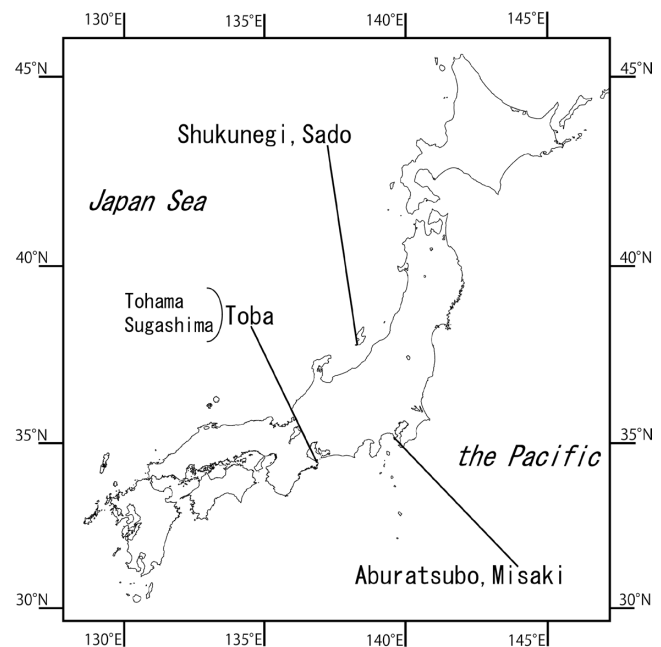 130°E 135°E 140°E 145°E
45°N 45°N
Shukunegi, Sado
Japan Sea
40°N 40°N
Tohama
Sugashima
Toba
35°N 35°N
the Pacific
Aburatsubo, Misaki
30°N 30°N
130°E 135°E 140°E 145°E